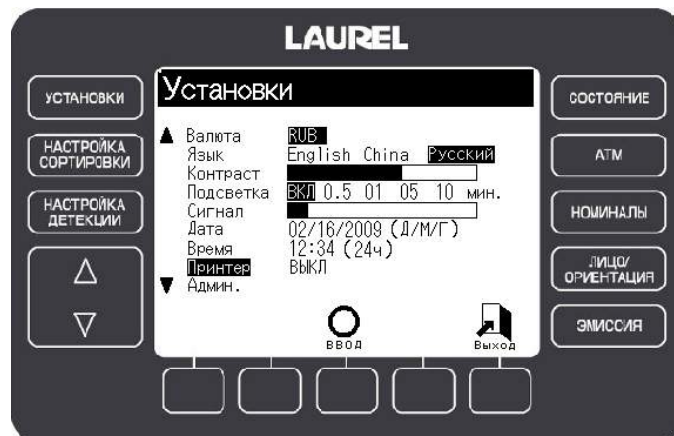 LAUREL
УСТАНОВКИ
НАСТРОЙКА
СОРТИРОВКИ
НАСТРОЙКА
ДЕТЕКЦИИ
Установки
Валюта RUB
Язык English China Русский
Контраст
Подсветка ВКЛ 0.5 01 05 10 мин.
Сигнал
Дата 02/16/2009 (Д/М/Г)
Время 12:34 (24ч)
Принтер ВЫКЛ
Админ.
ВВОД
Выход
СОСТОЯНИЕ
ATM
НОМИНАЛЫ
ЛИЦО/
ОРИЕНТАЦИЯ
ЭМИССИЯ